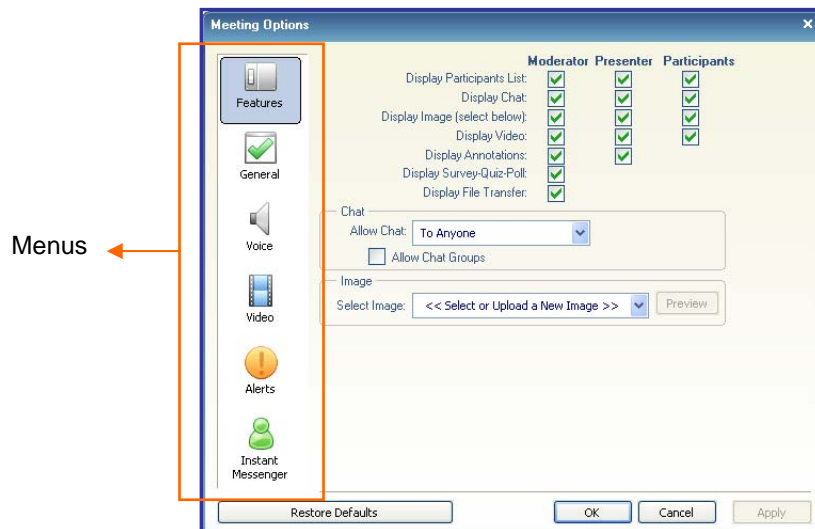 Meeting Options
Menus
Features
General
Voice
Video
Alerts
Instant
Messenger
Moderator Presenter Participants
Display Participants List:
Display Chat:
Display Image (select below):
Display Video:
Display Annotations:
Display Survey-Quiz-Poll:
Display File Transfer:
Chat
Allow Chat: To Anyone
Allow Chat Groups
Image
Select Image: << Select or Upload a New Image >> Preview
Restore Defaults OK Cancel Apply